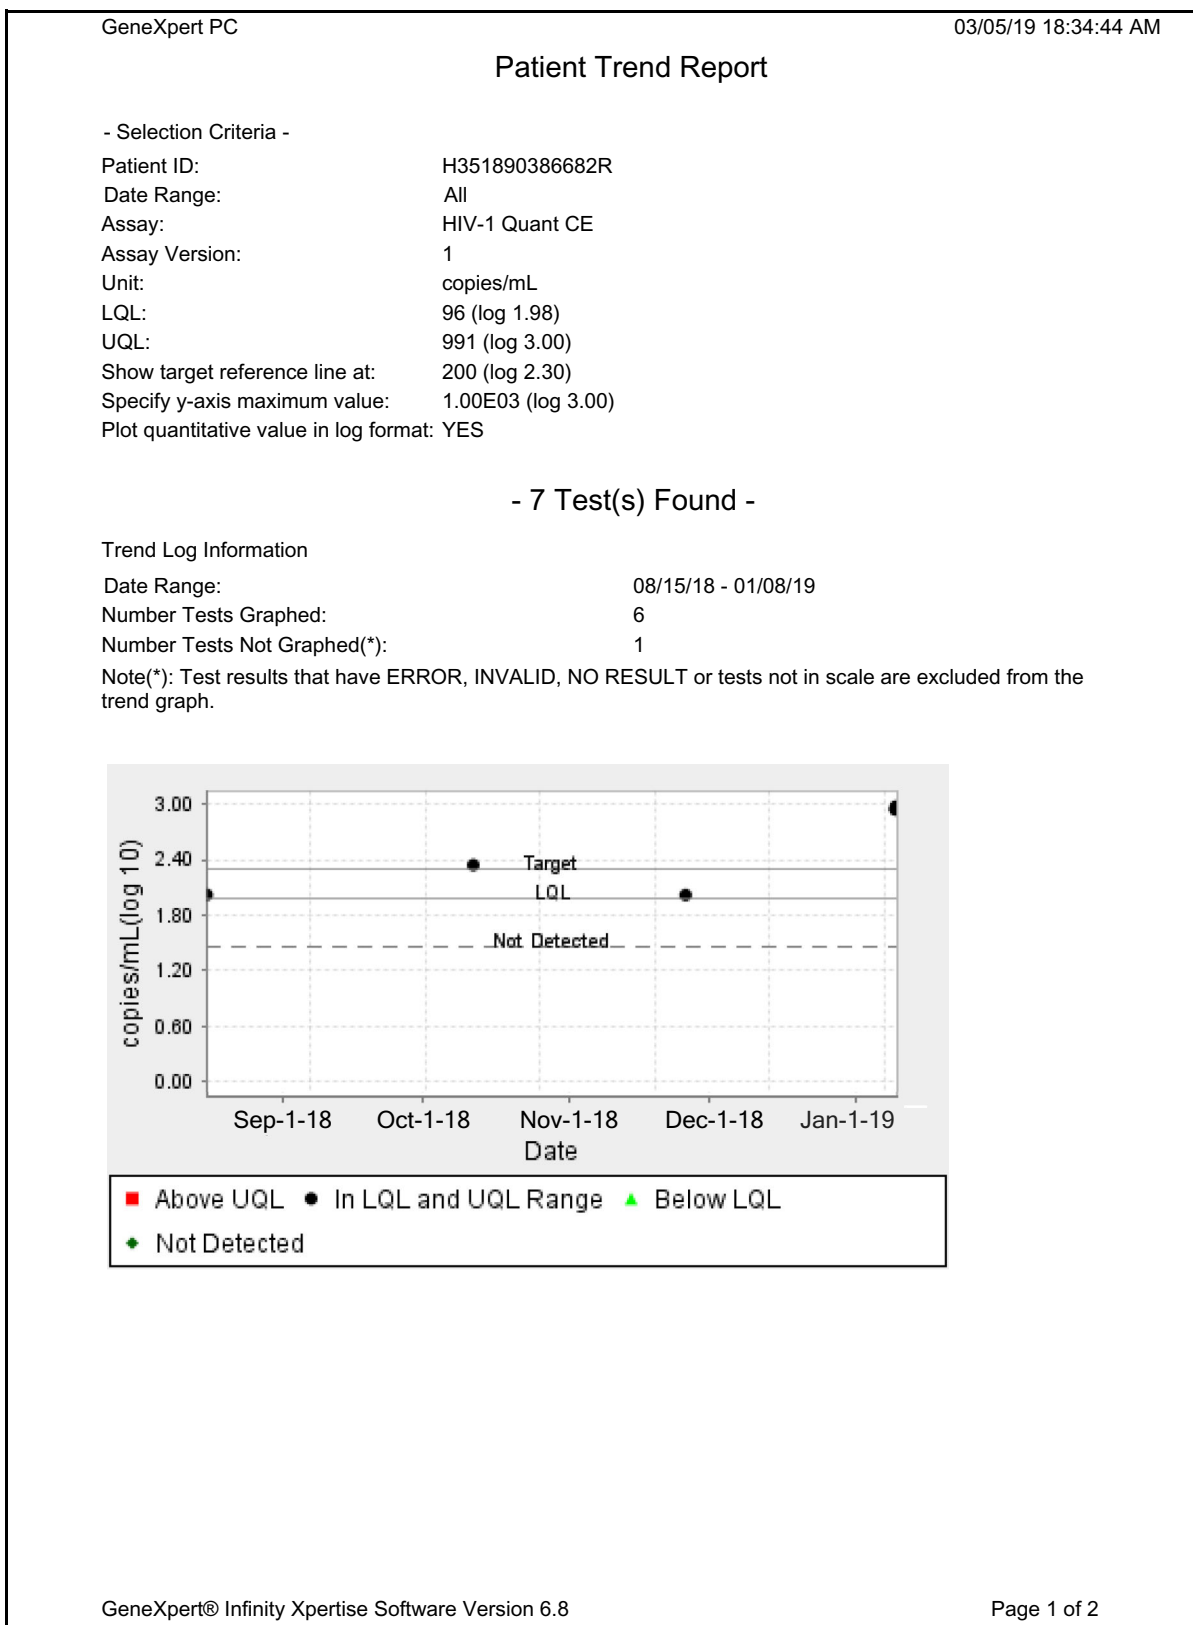 GeneXpert PC 03/05/19 18:34:44 AM
Patient Trend Report
- Selection Criteria -
Patient ID: H351890386682R
Date Range: All
Assay: HIV-1 Quant CE
Assay Version: 1
Unit: copies/mL
LQL: 96 (log 1.98)
UQL: 991 (log 3.00)
Show target reference line at: 200 (log 2.30)
Specify y-axis maximum value: 1.00E03 (log 3.00)
Plot quantitative value in log format: YES
- 7 Test(s) Found -
Trend Log Information
Date Range: 08/15/18 - 01/08/19
Number Tests Graphed: 6
Number Tests Not Graphed(*): 1
Note(*): Test results that have ERROR, INVALID, NO RESULT or tests not in scale are excluded from the
trend graph.
copies/mL(log 10)
3.00
2.40
1.80
1.20
0.60
0.00
Target
LQL
Not Detected
Sep-1-18 Oct-1-18 Nov-1-18 Dec-1-18 Jan-1-19
Date
Above UQL In LQL and UQL Range Below LQL
Not Detected
GeneXpert® Infinity Xpertise Software Version 6.8 Page 1 of 2